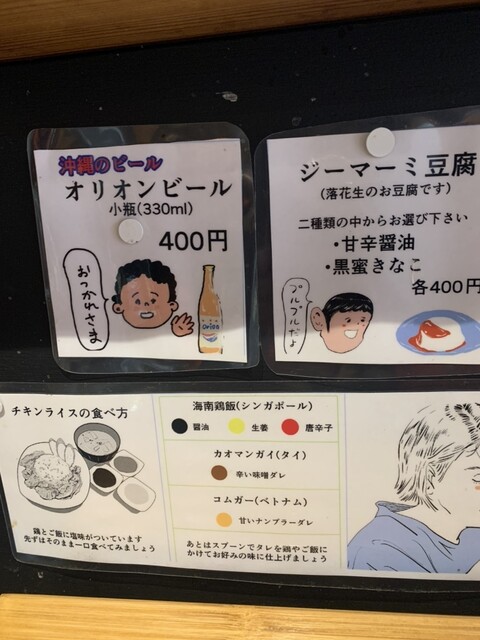 沖縄のビール
オリオンビール
小瓶(330ml)
400円
おつかれさま
Orion
ジーマーミ豆腐
(落花生のお豆腐です)
二種類の中からお選び下さい
・甘辛醤油
・黒蜜きなこ
各400円
プルプルだよ
チキンライスの食べ方
鶏とご飯に塩味がついています
先ずはそのまま一口食べてみましょう
海南鶏飯(シンガポール)
醤油 生姜 唐辛子
カオマンガイ(タイ)
辛い味噌ダレ
コムガー(ベトナム)
甘いナンプラーダレ
あとはスプーンでタレを鶏やご飯に
かけてお好みの味に仕上げましょう